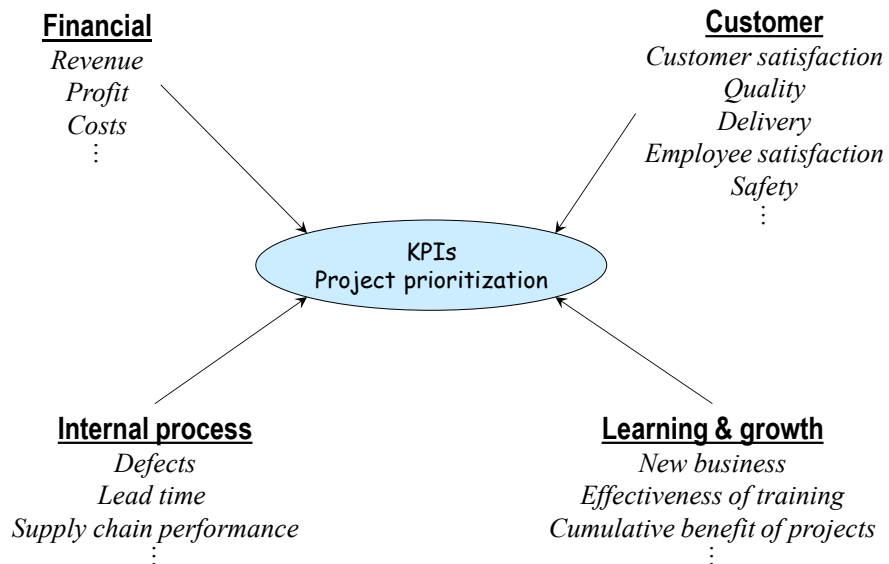 Financial
Revenue
Profit
Costs
⋮
Customer
Customer satisfaction
Quality
Delivery
Employee satisfaction
Safety
⋮
KPIs
Project prioritization
Internal process
Defects
Lead time
Supply chain performance
⋮
Learning & growth
New business
Effectiveness of training
Cumulative benefit of projects
⋮